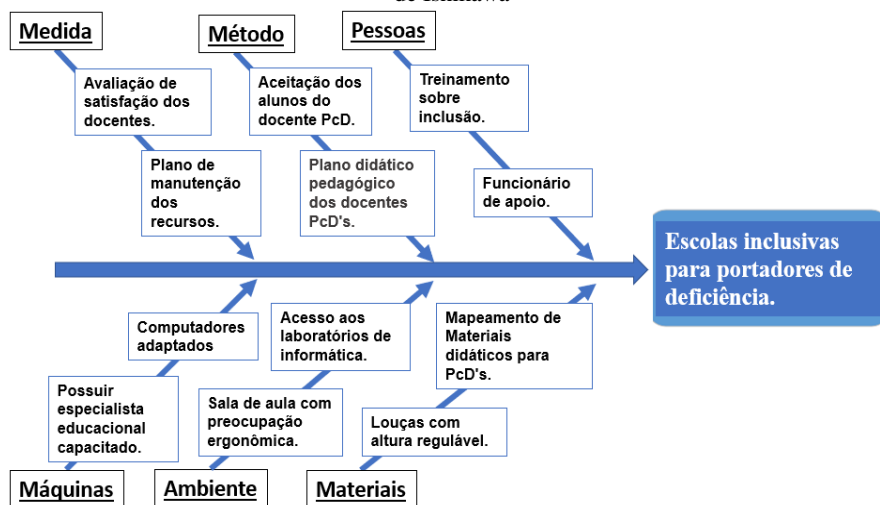 de Ishikawa
Medida
Método
Pessoas
Avaliação de
satisfação dos
docentes.
Aceitação dos
alunos do
docente PcD.
Treinamento
sobre
inclusão.
Plano de
manutenção
dos
recursos.
Plano didático
pedagógico
dos docentes
PcD's.
Funcionário
de apoio.
Escolas inclusivas
para portadores de
deficiência.
Computadores
adaptados
Acesso aos
laboratórios de
informática.
Mapeamento de
Materiais
didáticos para
PcD's.
Possuir
especialista
educacional
capacitado.
Sala de aula com
preocupação
ergonômica.
Louças com
altura regulável.
Máquinas
Ambiente
Materiais